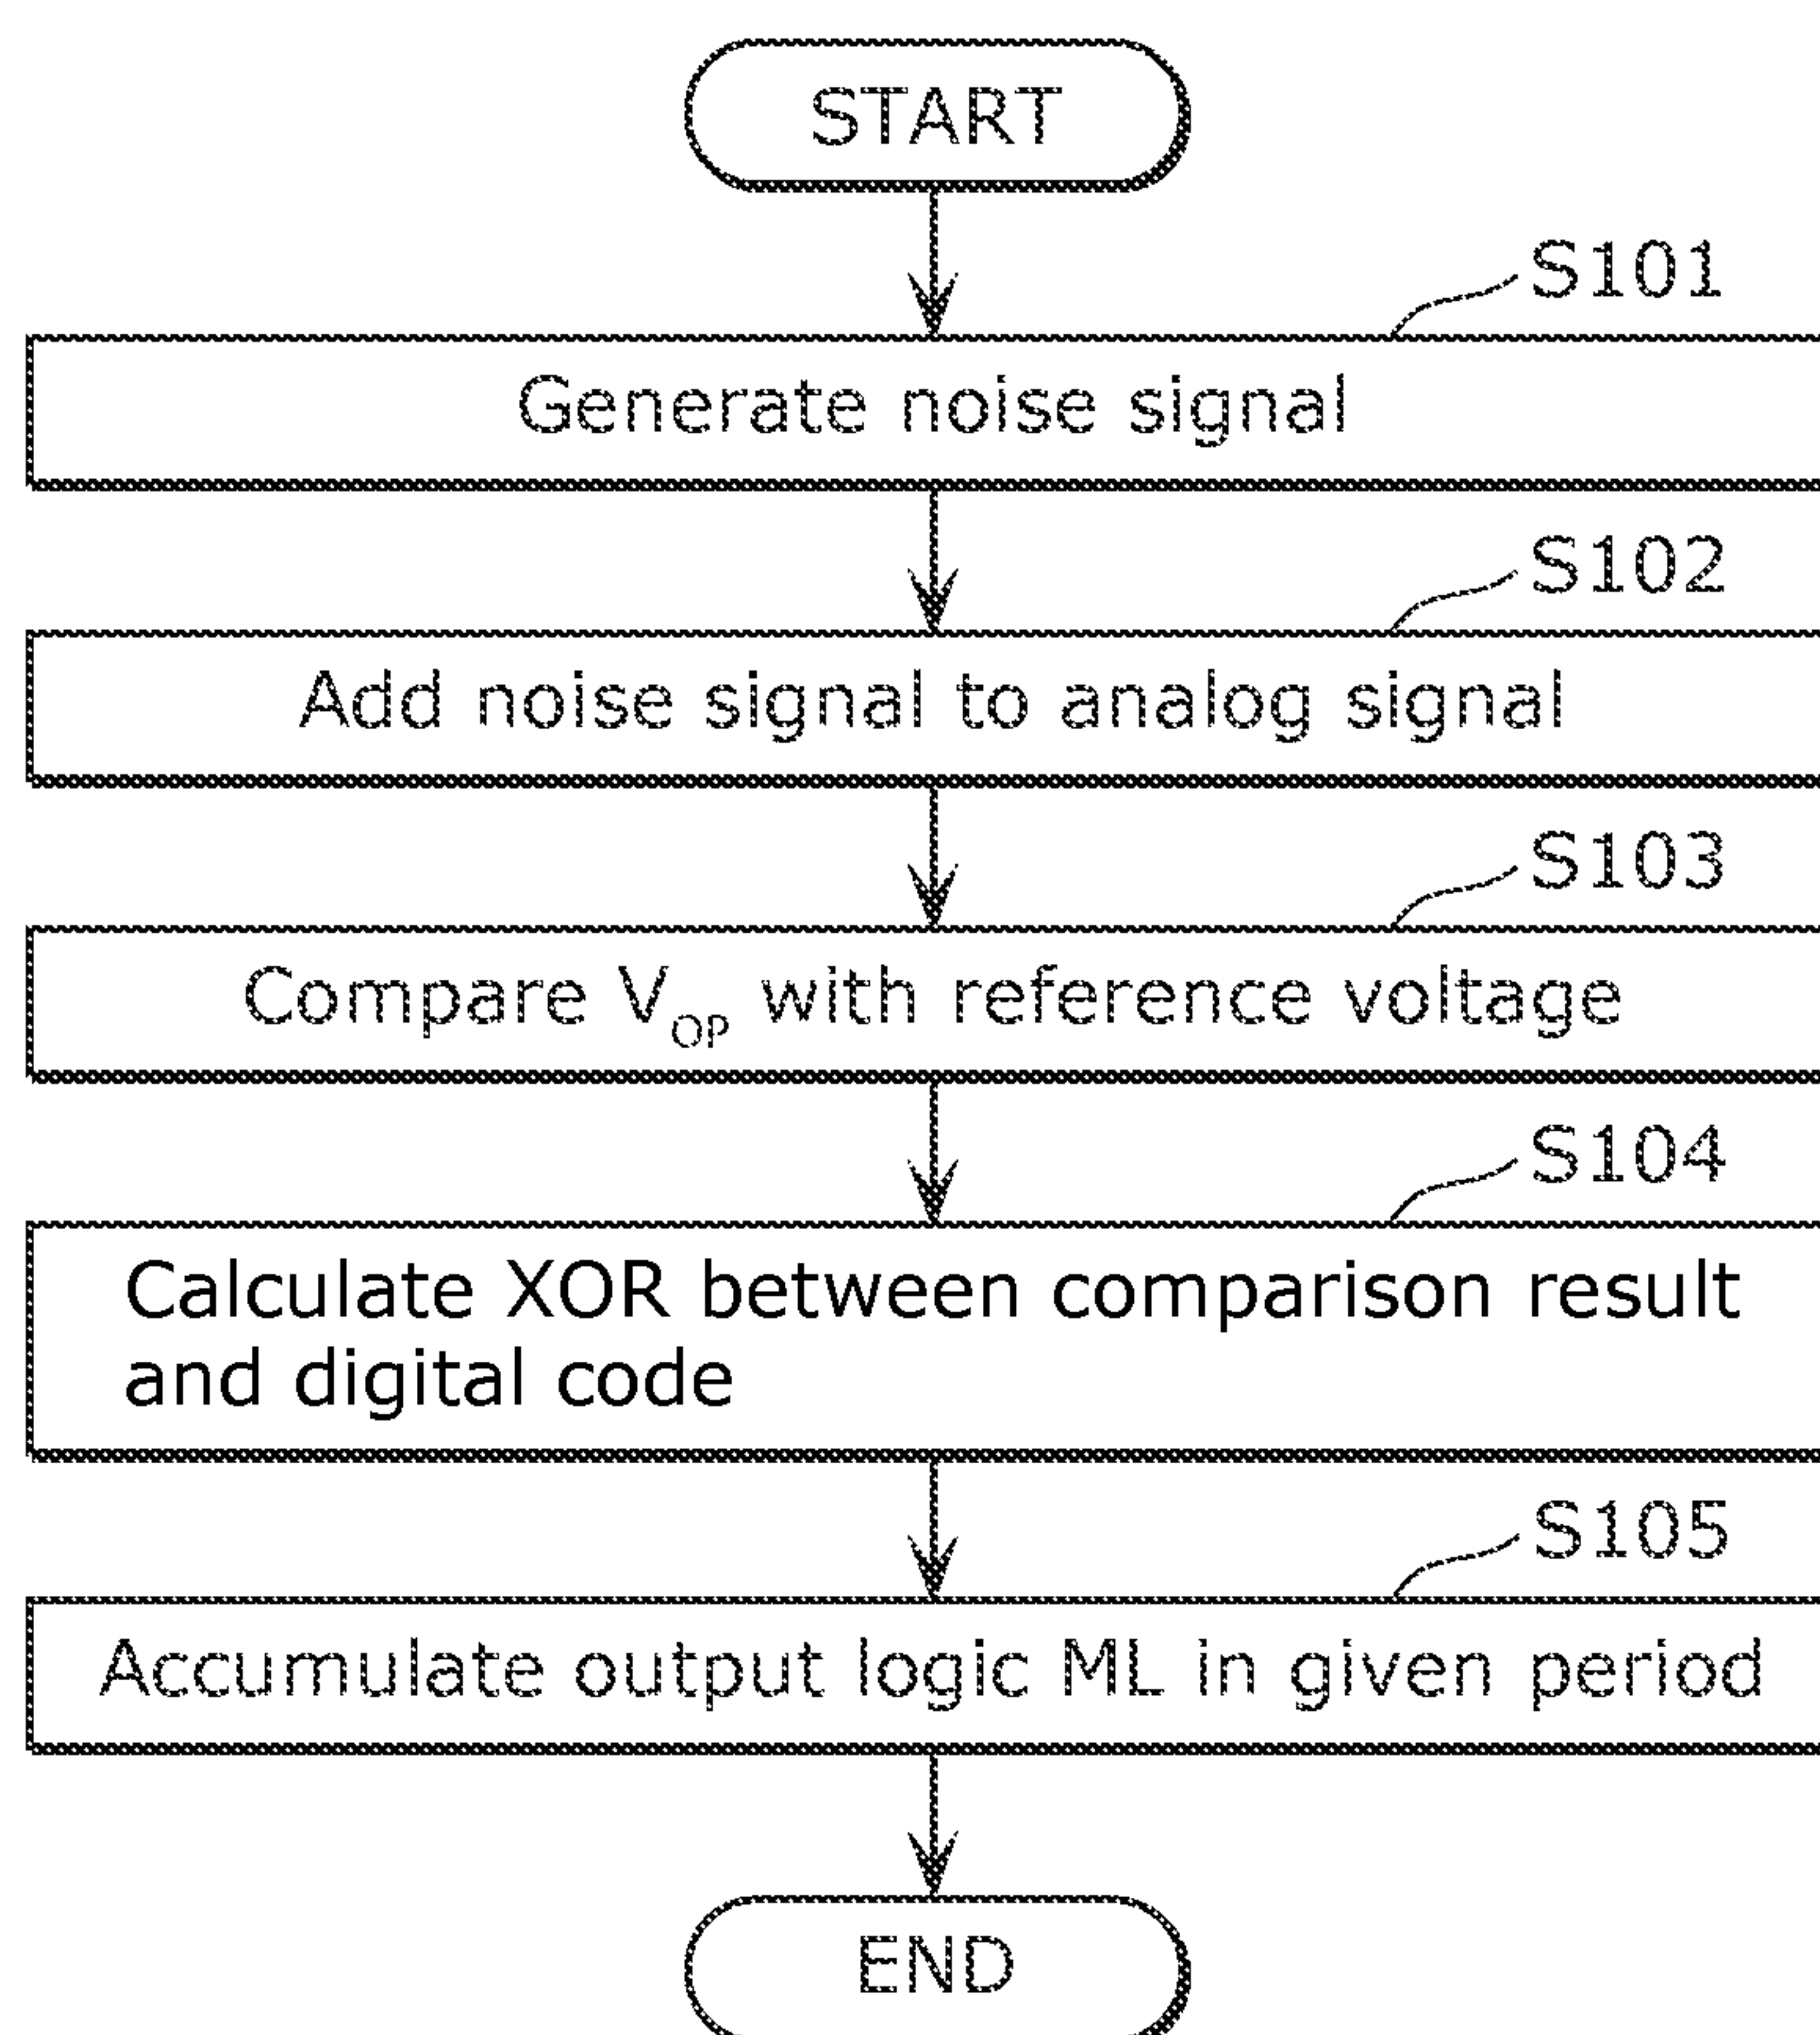 START
S101
Generate noise signal
S102
Add noise signal to analog signal
S103
Compare VOP with reference voltage
S104
Calculate XOR between comparison result
and digital code
S105
Accumulate output logic ML in given period
END